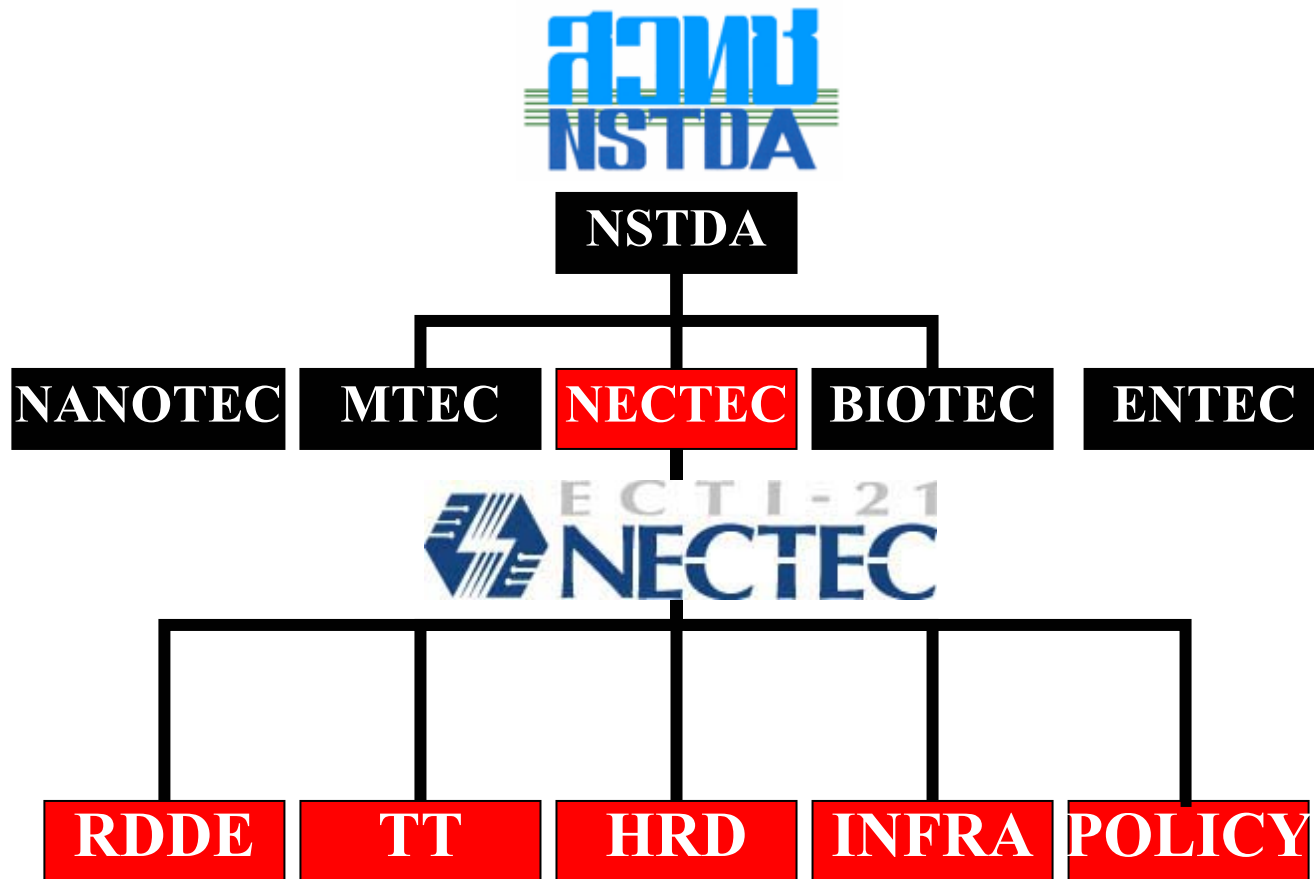 สวทช
NSTDA
NSTDA
NANOTEC MTEC NECTEC BIOTEC ENTEC
ECTI-21
NECTEC
RDDE TT HRD INFRA POLICY